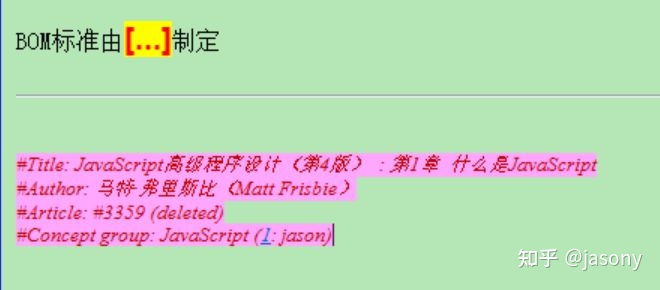 BOM标准由[...]制定
#Title: JavaScript高级程序设计（第4版）：第1章 什么是JavaScript
#Author: 马特·弗里斯比（Matt Frisbie）
#Article: #3359 (deleted)
#Concept group: JavaScript (1: jason)
知乎 @jasony